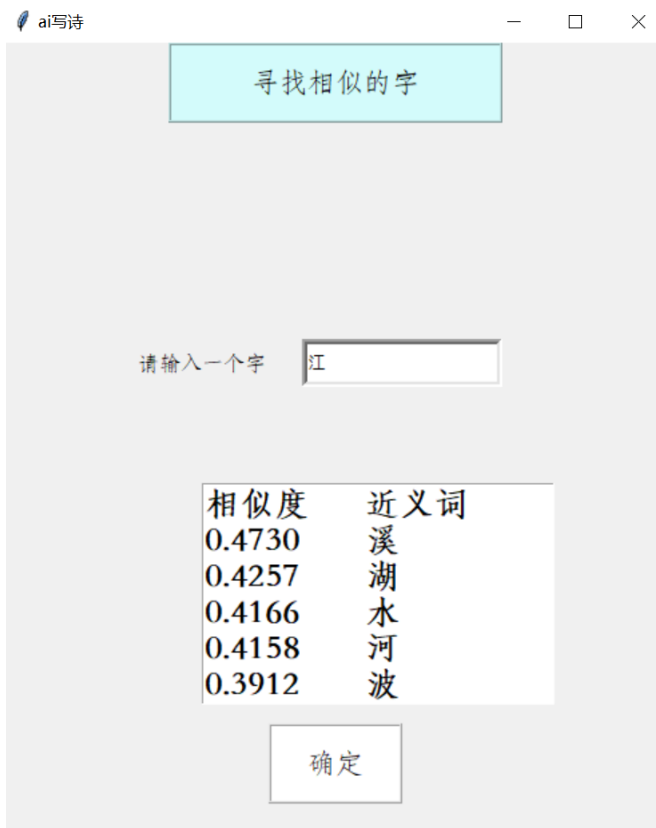 ai写诗
寻找相似的字
请输入一个字 江
相似度 近义词
0.4730 溪
0.4257 湖
0.4166 水
0.4158 河
0.3912 波
确定